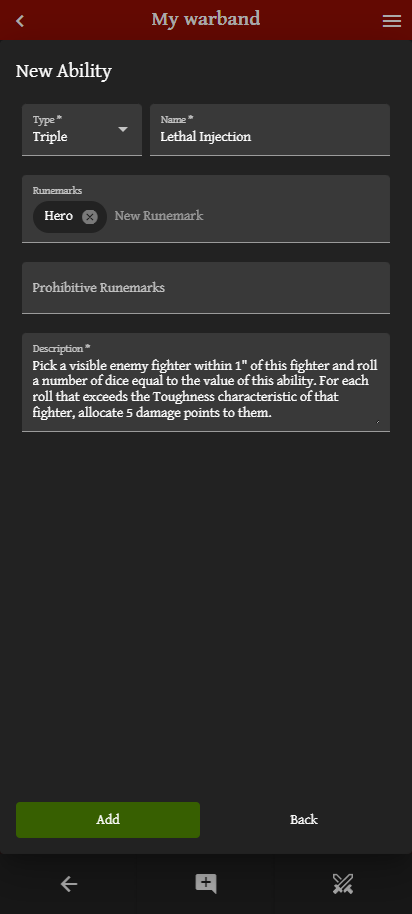 My warband
New Ability
Type *
Triple
Name *
Lethal Injection
Runemarks
Hero
New Runemark
Prohibitive Runemarks
Description *
Pick a visible enemy fighter within 1" of this fighter and roll
a number of dice equal to the value of this ability. For each
roll that exceeds the Toughness characteristic of that
fighter, allocate 5 damage points to them.
Add
Back